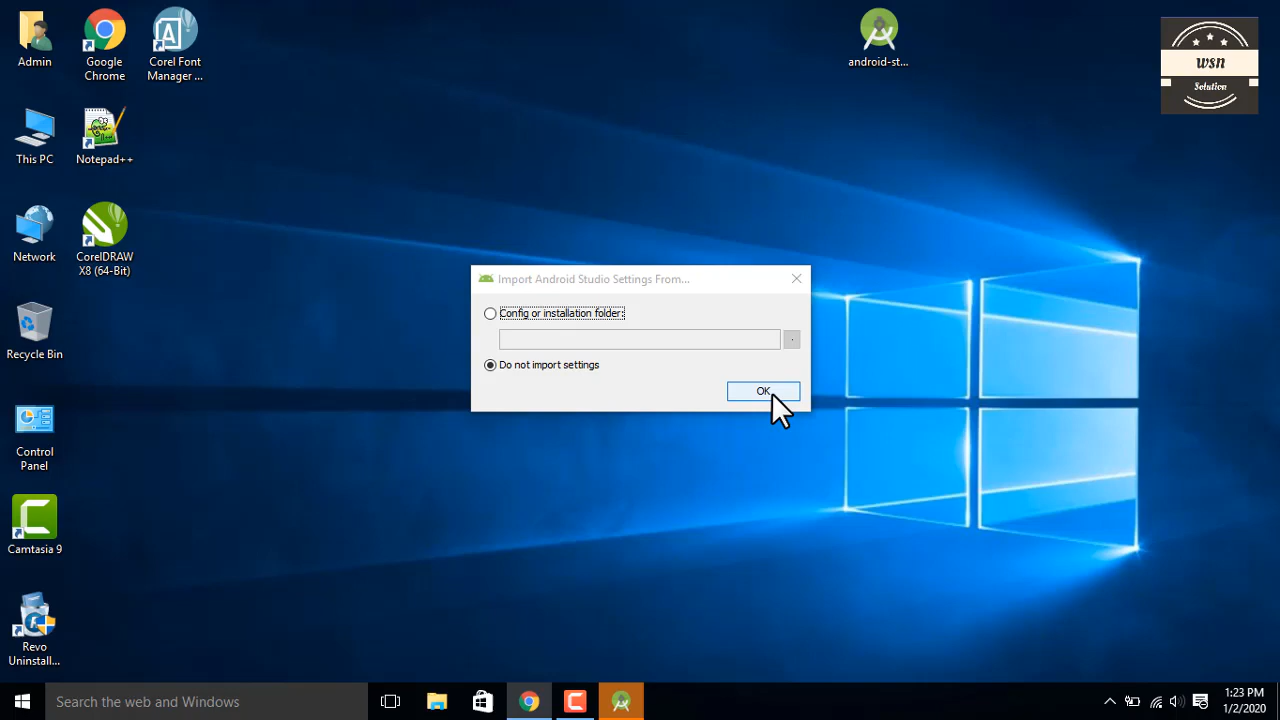 Admin
Google
Chrome
Corel Font
Manager ...
android-st...
wsn
Solution
This PC
Notepad++
Network
CorelDRAW
X8 (64-Bit)
Import Android Studio Settings From...
Config or installation folder:
.
Do not import settings
OK
Recycle Bin
Control
Panel
Camtasia 9
Revo
Uninstall...
Search the web and Windows
1:23 PM
1/2/2020